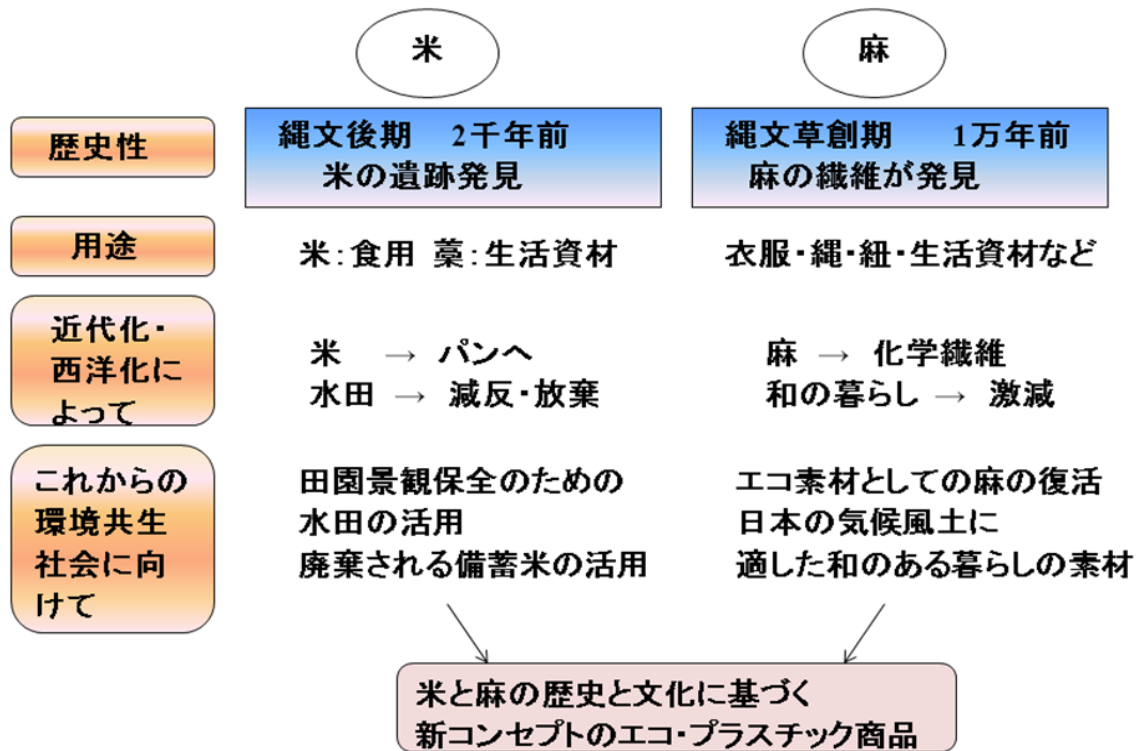 米
麻
歴史性
縄文後期 2千年前
米の遺跡発見
縄文草創期 1万年前
麻の繊維が発見
用途
米:食用 藁:生活資材
衣服・縄・紐・生活資材など
近代化・
西洋化に
よって
米 → パンへ
水田 → 減反・放棄
麻 → 化学繊維
和の暮らし → 激減
これからの
環境共生
社会に向
けて
田園景観保全のための
水田の活用
廃棄される備蓄米の活用
エコ素材としての麻の復活
日本の気候風土に
適した和のある暮らしの素材
米と麻の歴史と文化に基づく
新コンセプトのエコ・プラスチック商品